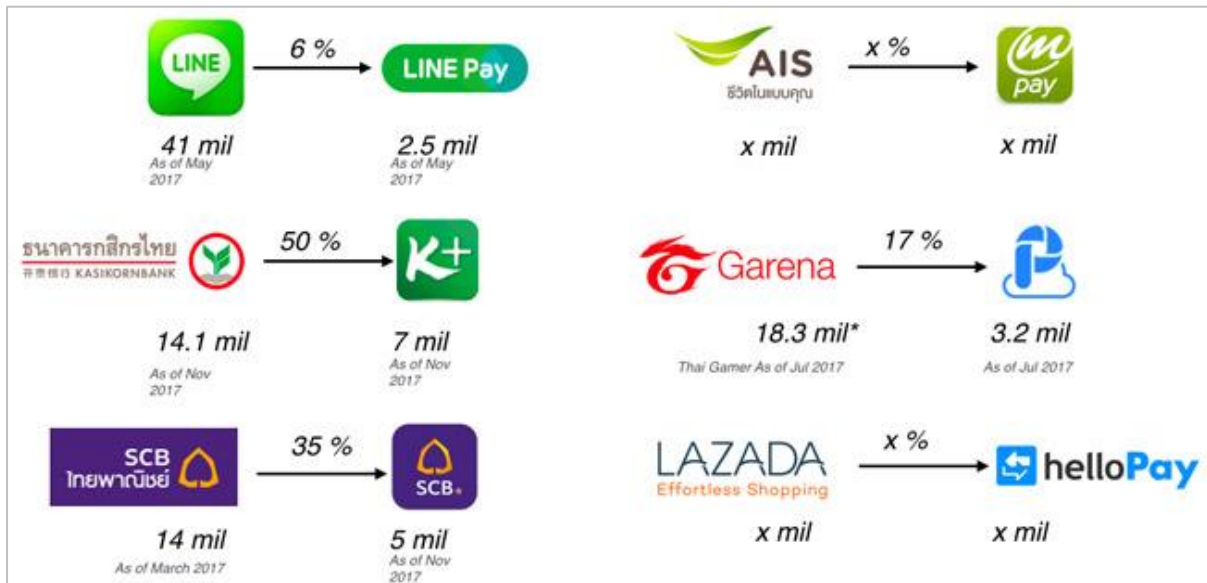 LINE
6 %
LINE Pay
41 mil
As of May
2017
2.5 mil
As of May
2017
AIS
ชีวิตในแบบคุณ
x %
m
pay
x mil
x mil
ธนาคารกสิกรไทย
开泰银行 KASIKORNBANK
50 %
K+
14.1 mil
As of Nov
2017
7 mil
As of Nov
2017
Garena
17 %
P
18.3 mil*
Thai Gamer As of Jul 2017
3.2 mil
As of Jul 2017
SCB
ไทยพาณิชย์
35 %
SCB
14 mil
As of March 2017
5 mil
As of Nov
2017
LAZADA
Effortless Shopping
x %
helloPay
x mil
x mil